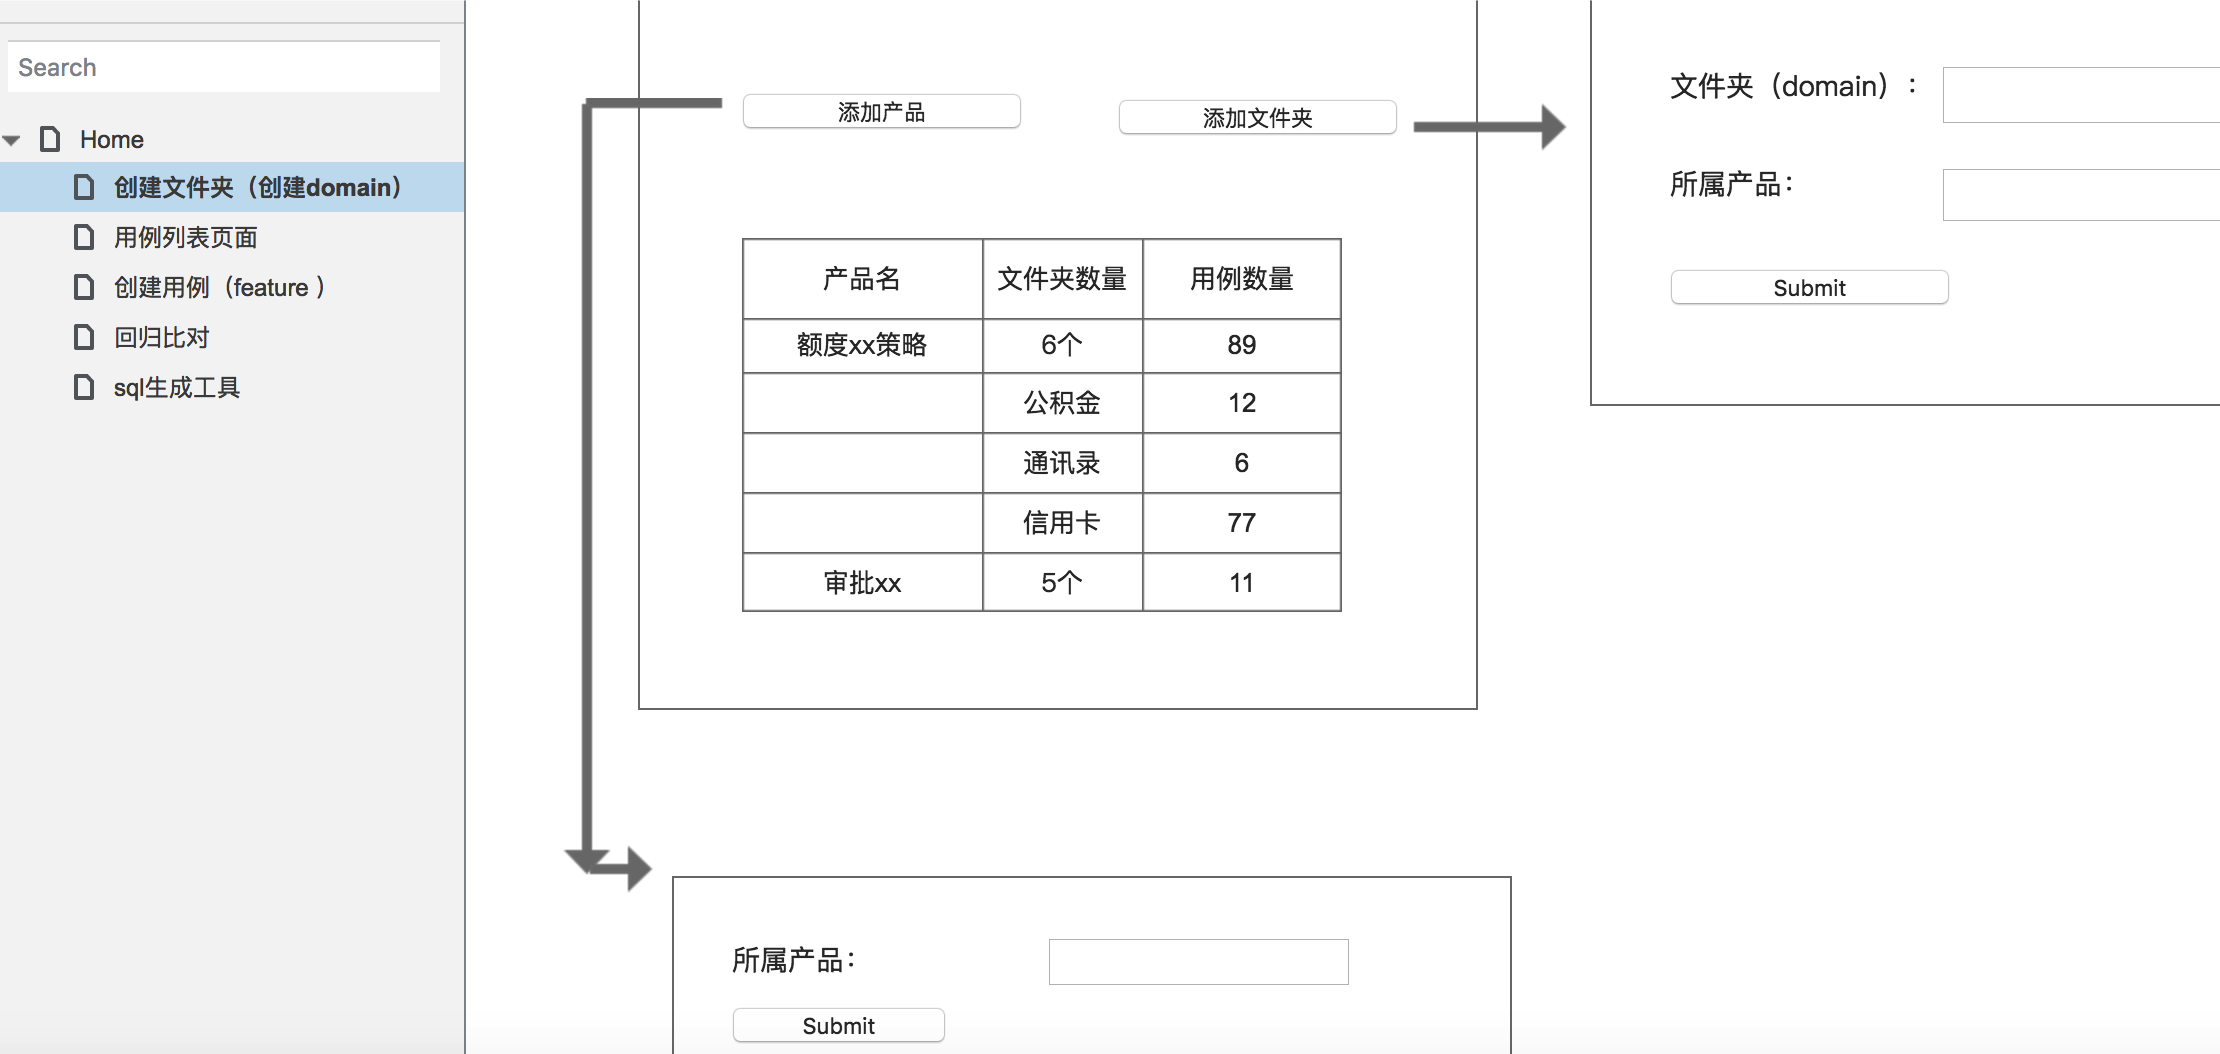 Search
Home
创建文件夹（创建domain）
用例列表页面
创建用例（feature ）
回归比对
sql生成工具
添加产品
添加文件夹
产品名 文件夹数量 用例数量
额度xx策略 6个 89
公积金 12
通讯录 6
信用卡 77
审批xx 5个 11
文件夹（domain）：
所属产品：
Submit
所属产品：
Submit